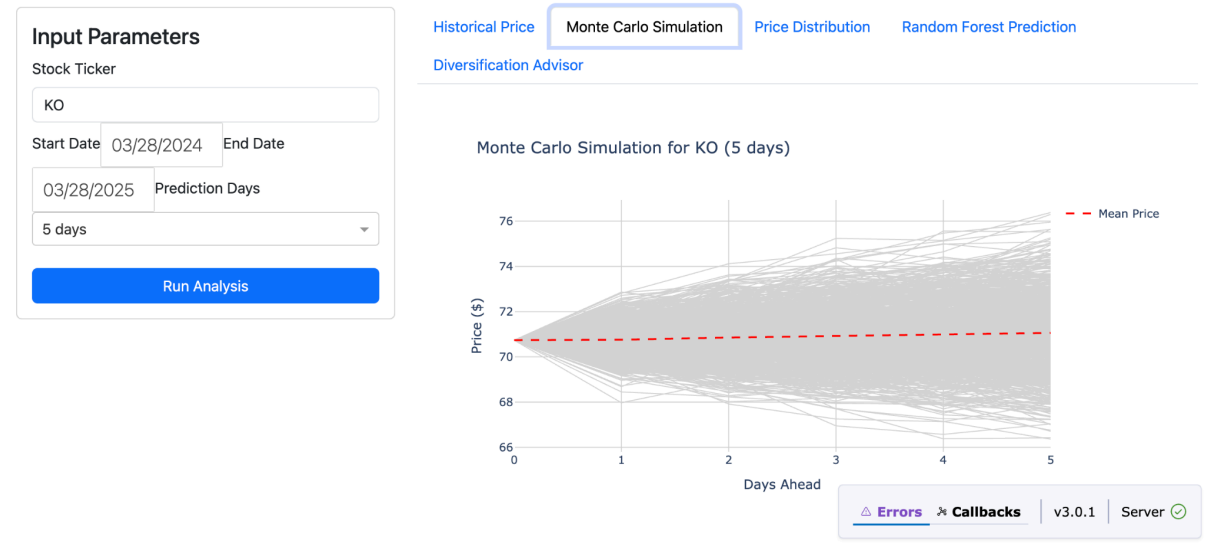 Input Parameters
Stock Ticker
KO
Start Date 03/28/2024 End Date
03/28/2025 Prediction Days
5 days
Run Analysis
Historical Price Monte Carlo Simulation Price Distribution Random Forest Prediction
Diversification Advisor
Monte Carlo Simulation for KO (5 days)
Mean Price
Price ($)
76
74
72
70
68
66
0 1 2 3 4 5
Days Ahead
Errors Callbacks v3.0.1 Server